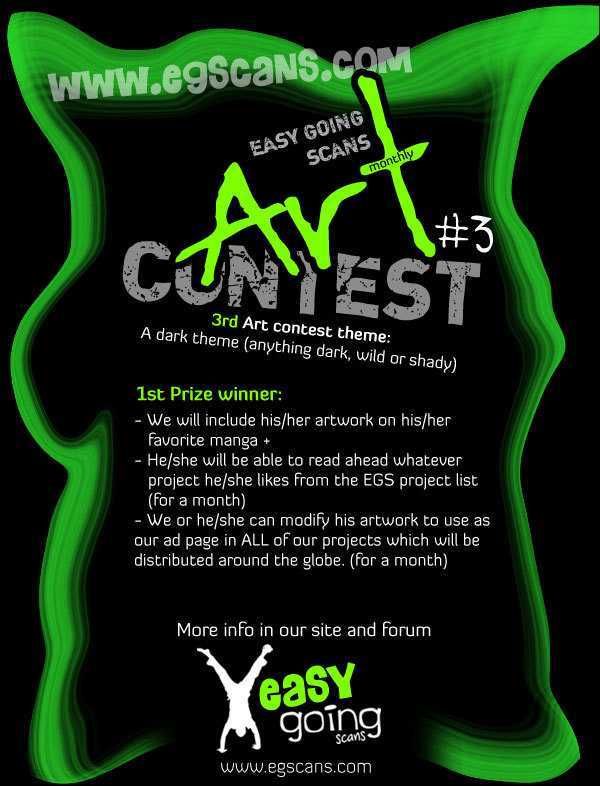 www.egscans.com
EASY GOING
SCANS
Art
monthly
#3
CONTEST
3rd Art contest theme:
A dark theme (anything dark, wild or shady)
1st Prize winner:
- We will include his/her artwork on his/her
favorite manga +
- He/she will be able to read ahead whatever
project he/she likes from the EGS project list
(for a month)
- We or he/she can modify his artwork to use as
our ad page in ALL of our projects which will be
distributed around the globe. (for a month)
More info in our site and forum
easy
going
scans
www.egscans.com